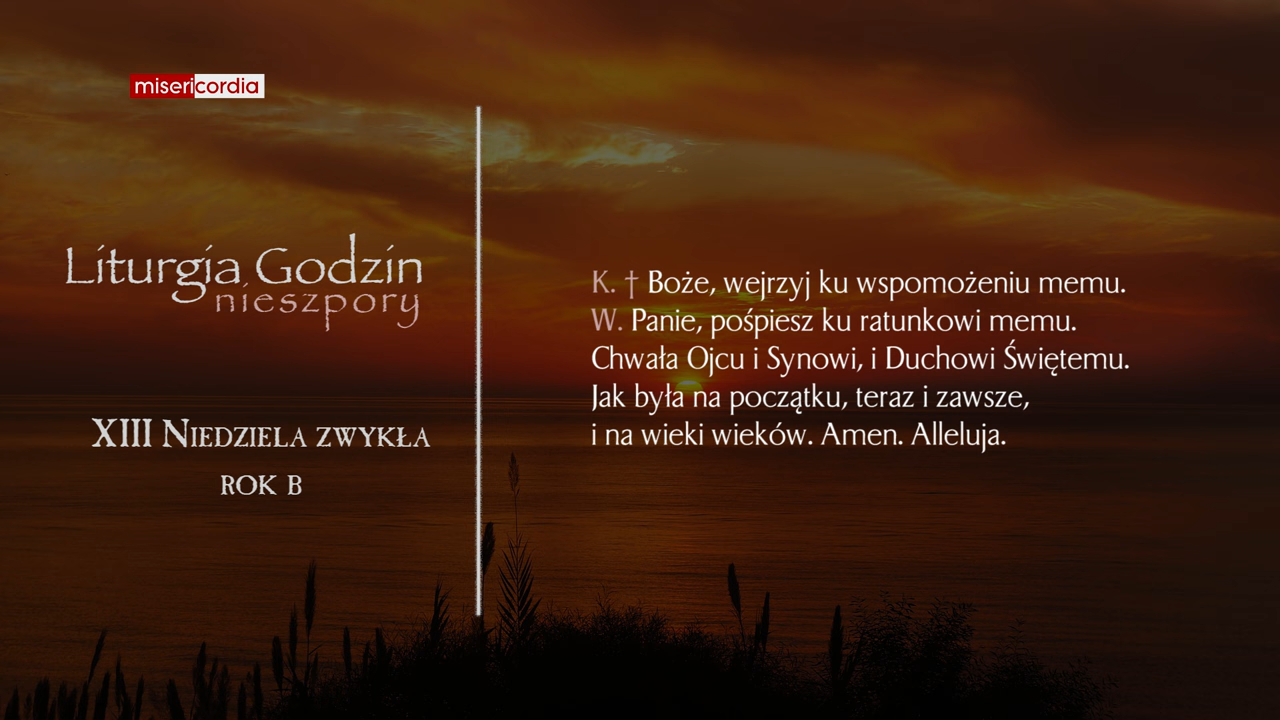 misericordia
Liturgia Godzin
nieszpory
XIII Niedziela zwykła
rok B
K. † Boże, wejrzyj ku wspomożeniu memu.
W. Panie, pośpiesz ku ratunkowi memu.
Chwała Ojcu i Synowi, i Duchowi Świętemu.
Jak była na początku, teraz i zawsze,
i na wieki wieków. Amen. Alleluja.